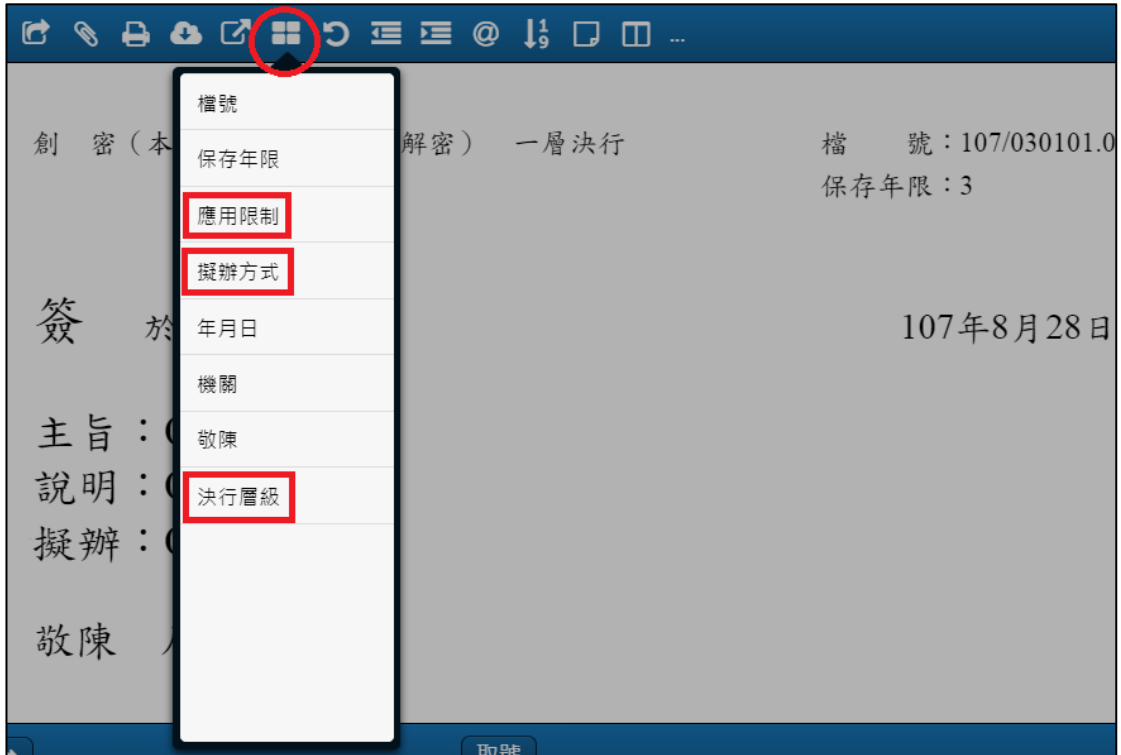 ...
檔號
創 密（本 解密） 一層決行 檔 號：107/030101.0
保存年限
保存年限：3
應用限制
擬辦方式
簽 於 年月日 107年8月28日
機關
主旨：
敬陳
說明：
決行層級
擬辦：
敬陳
取號